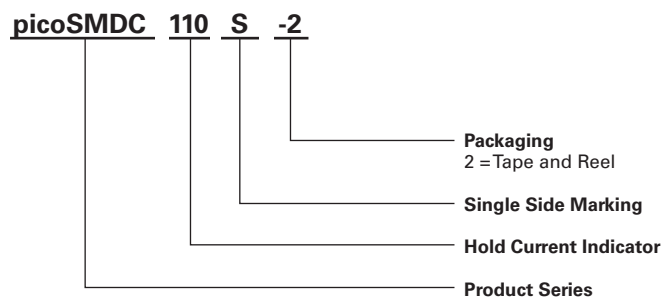 picoSMDC 110 S -2
Packaging
2 = Tape and Reel
Single Side Marking
Hold Current Indicator
Product Series